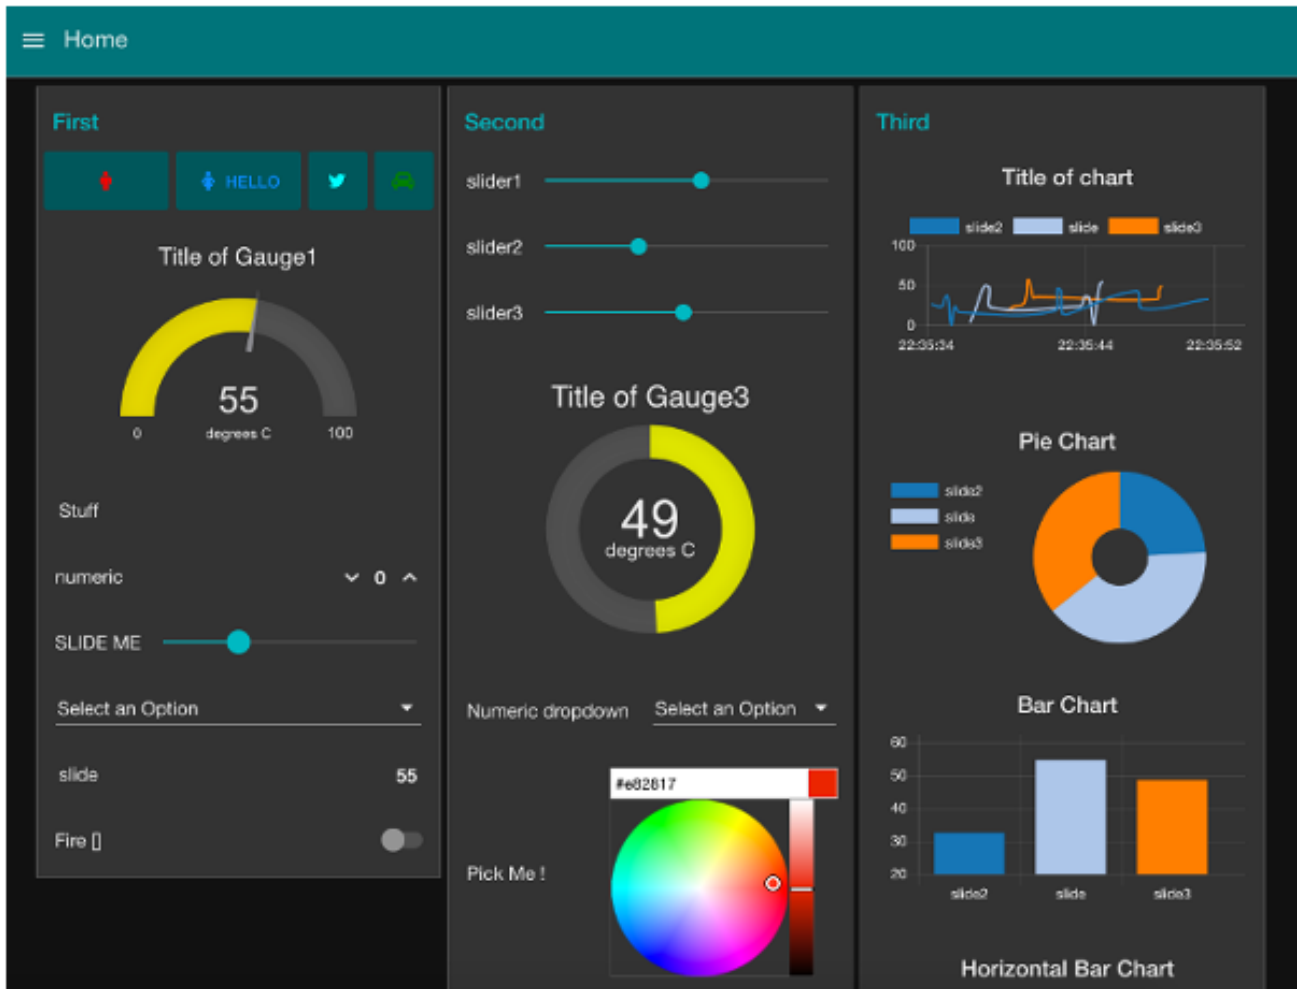 Home
First
HELLO
Title of Gauge1
55
degrees C
0
100
Stuff
numeric
0
SLIDE ME
Select an Option
slide
55
Fire []
Second
slider1
slider2
slider3
Title of Gauge3
49
degrees C
Numeric dropdown
Select an Option
#e82817
Pick Me !
Third
Title of chart
slide2 slide slide3
100
50
0
22:35:34 22:35:44 22:35:52
Pie Chart
slide2
slide
slide3
Bar Chart
60
50
40
30
20
slide2 slide slide3
Horizontal Bar Chart